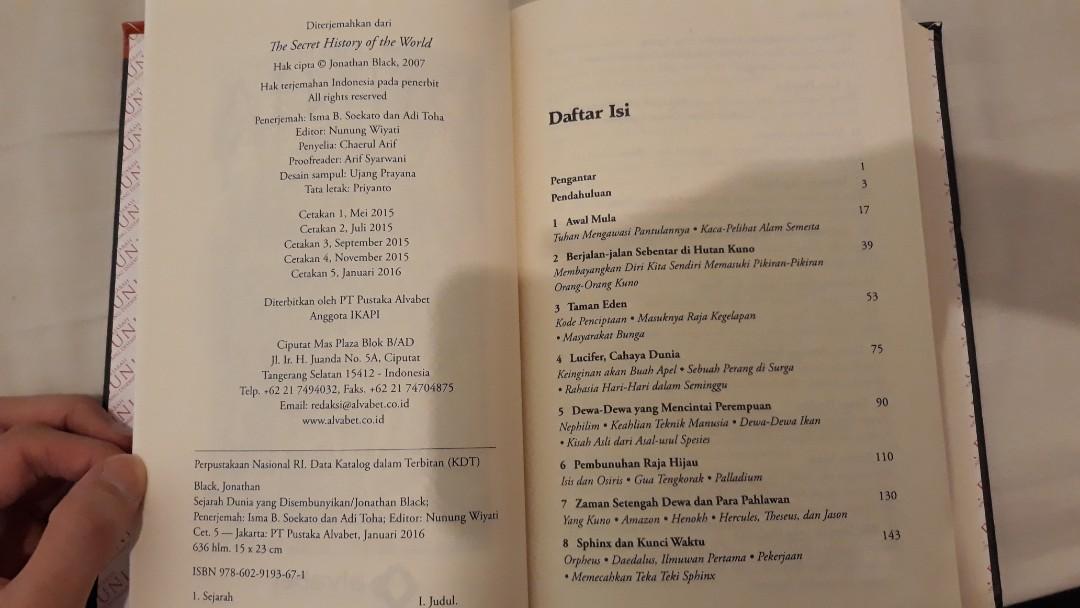 Diterjemahkan dari
The Secret History of the World
Hak cipta © Jonathan Black, 2007
Hak terjemahan Indonesia pada penerbit
All rights reserved
Penerjemah: Isma B. Soekato dan Adi Toha
Editor: Nunung Wiyati
Penyelia: Chaerul Arif
Proofreader: Arif Syarwani
Desain sampul: Ujang Prayana
Tata letak: Priyanto
Cetakan 1, Mei 2015
Cetakan 2, Juli 2015
Cetakan 3, September 2015
Cetakan 4, November 2015
Cetakan 5, Januari 2016
Diterbitkan oleh PT Pustaka Alvabet
Anggota IKAPI
Ciputat Mas Plaza Blok B/AD
Jl. Ir. H. Juanda No. 5A, Ciputat
Tangerang Selatan 15412 - Indonesia
Telp. +62 21 7494032, Faks. +62 21 74704875
Email: redaksi@alvabet.co.id
www.alvabet.co.id
Perpustakaan Nasional RI. Data Katalog dalam Terbitan (KDT)
Black, Jonathan
Sejarah Dunia yang Disembunyikan/Jonathan Black;
Penerjemah: Isma B. Soekato dan Adi Toha; Editor: Nunung Wiyati
Cet. 5 — Jakarta: PT Pustaka Alvabet, Januari 2016
636 hlm. 15 x 23 cm
ISBN 978-602-9193-67-1
1. Sejarah I. Judul.
Daftar Isi
Pengantar 1
Pendahuluan 3
1 Awal Mula 17
Tuhan Mengawasi Pantulannya • Kaca-Pelihat Alam Semesta
2 Berjalan-jalan Sebentar di Hutan Kuno 39
Membayangkan Diri Kita Sendiri Memasuki Pikiran-Pikiran
Orang-Orang Kuno
3 Taman Eden 53
Kode Penciptaan • Masuknya Raja Kegelapan
• Masyarakat Bunga
4 Lucifer, Cahaya Dunia 75
Keinginan akan Buah Apel • Sebuah Perang di Surga
• Rahasia Hari-Hari dalam Seminggu
5 Dewa-Dewa yang Mencintai Perempuan 90
Nephilim • Keahlian Teknik Manusia • Dewa-Dewa Ikan
• Kisah Asli dari Asal-usul Spesies
6 Pembunuhan Raja Hijau 110
Isis dan Osiris • Gua Tengkorak • Palladium
7 Zaman Setengah Dewa dan Para Pahlawan 130
Yang Kuno • Amazon • Henokh • Hercules, Theseus, dan Jason
8 Sphinx dan Kunci Waktu 143
Orpheus • Daedalus, Ilmuwan Pertama • Pekerjaan
• Memecahkan Teka Teki Sphinx